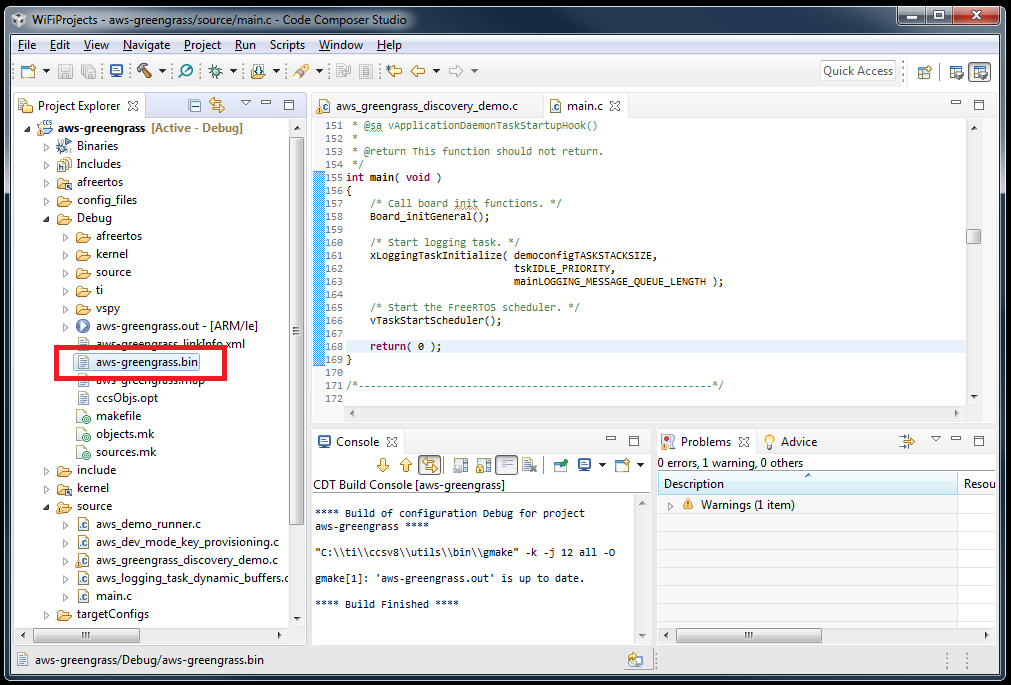 WiFiProjects - aws-greengrass/source/main.c - Code Composer Studio
File Edit View Navigate Project Run Scripts Window Help
Quick Access
Project Explorer
aws-greengrass [Active - Debug]
Binaries
Includes
afreertos
config_files
Debug
afreertos
kernel
source
ti
vspy
aws-greengrass.out - [ARM/le]
aws-greengrass_linkInfo.xml
aws-greengrass.bin
aws-greengrass.map
ccsObjs.opt
makefile
objects.mk
sources.mk
include
kernel
source
aws_demo_runner.c
aws_dev_mode_key_provisioning.c
aws_greengrass_discovery_demo.c
aws_logging_task_dynamic_buffers.c
main.c
targetConfigs
aws_greengrass_discovery_demo.c main.c
151 * @sa vApplicationDaemonTaskStartupHook()
152 *
153 * @return This function should not return.
154 */
155 int main( void )
156 {
157 /* Call board init functions. */
158 Board_initGeneral();
159
160 /* Start logging task. */
161 xLoggingTaskInitialize( democonfigTASKSTACKSIZE,
162 tskIDLE_PRIORITY,
163 mainLOGGING_MESSAGE_QUEUE_LENGTH );
164
165 /* Start the FreeRTOS scheduler. */
166 vTaskStartScheduler();
167
168 return( 0 );
169 }
170
171 /*-----------------------------------------------------------*/
172
Console
CDT Build Console [aws-greengrass]
**** Build of configuration Debug for project
aws-greengrass ****
"C:\\ti\\ccsv8\\utils\\bin\\gmake" -k -j 12 all -O
gmake[1]: 'aws-greengrass.out' is up to date.
**** Build Finished ****
Problems Advice
0 errors, 1 warning, 0 others
Description Resou
Warnings (1 item)
aws-greengrass/Debug/aws-greengrass.bin